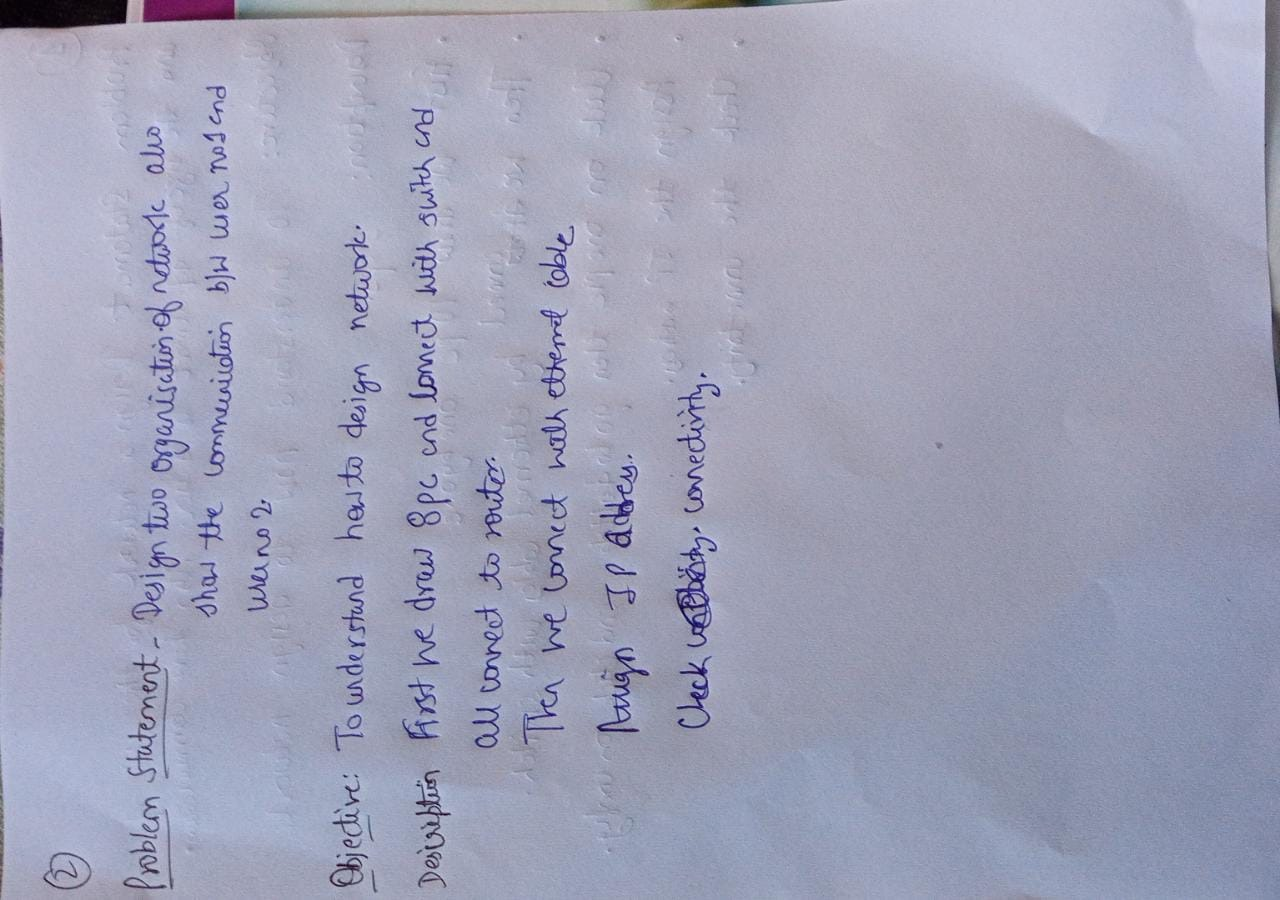 ②
Problem Statement - Design two organisation of network also
show the communication b/w user no1 and
user no 2.
Objective: To understand how to design network.
Description First we draw 8 pc and connect with switch and
all connect to router.
Then we connect with ethernet cable
Assign IP address.
Check connectivity.